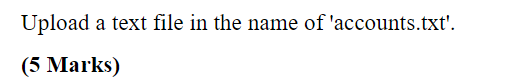 Upload a text file in the name of 'accounts.txt'.
(5 Marks)